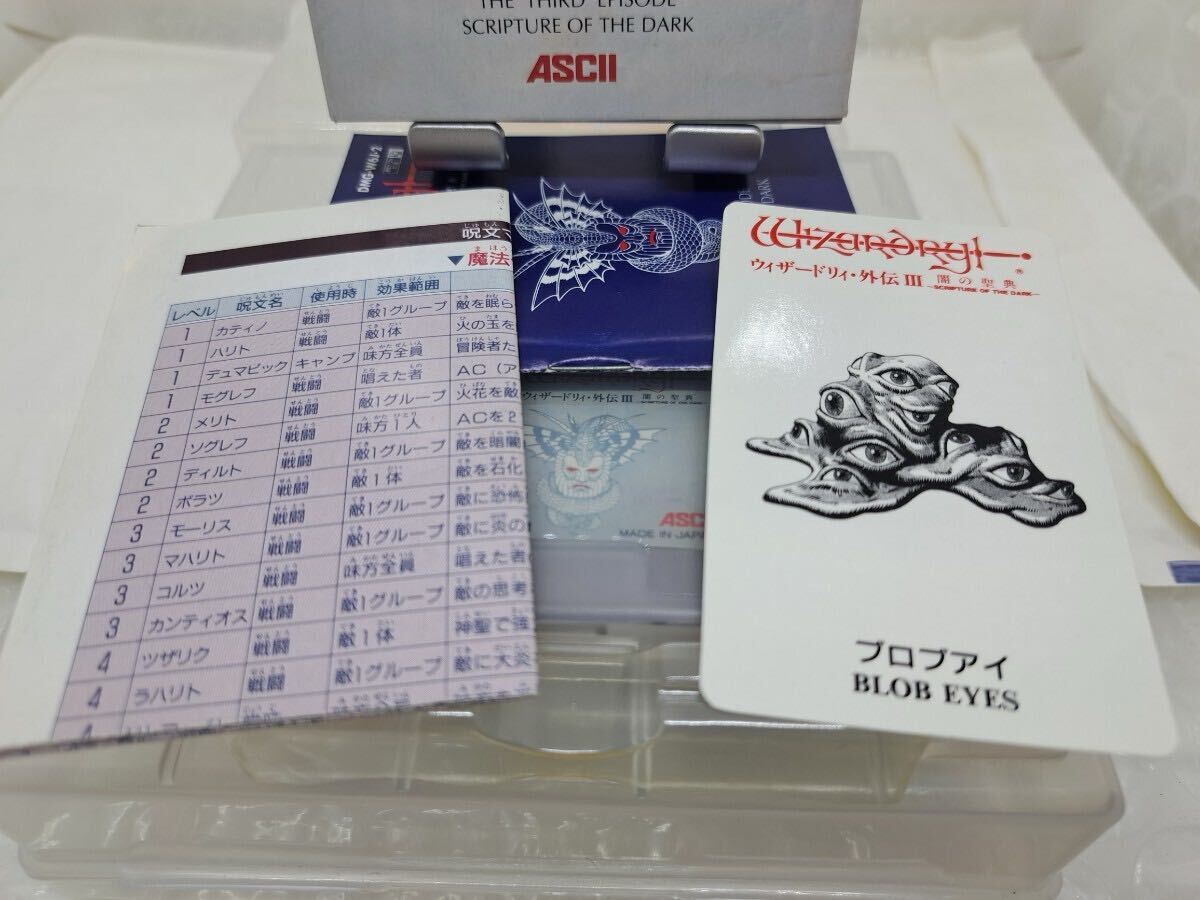 THE THIRD EPISODE
SCRIPTURE OF THE DARK
ASCII
DMG-W6J-2
DARK
呪文
魔法
レベル 呪文名 使用時 効果範囲
1 カティノ 戦闘 敵1グループ 敵を眠ら
1 ハリト 戦闘 敵1体 火の玉を
1 デュマピック キャンプ 味方全員 冒険者た
1 モグレフ 戦闘 唱えた者 AC(ア
2 メリト 戦闘 敵1グループ 火花を敵
2 ソグレフ 戦闘 味方1人 ACを2
2 ディルト 戦闘 敵1グループ 敵を暗闇
2 ボラツ 戦闘 敵1体 敵を石化
3 モーリス 戦闘 敵1グループ 敵に恐怖
3 マハリト 戦闘 敵1グループ 敵に炎の
3 コルツ 戦闘 味方全員 唱えた者
3 カンティオス 戦闘 敵1グループ 敵の思考
4 ツザリク 戦闘 敵1体 神聖で強
4 ラハリト 戦闘 敵1グループ 敵に大炎
4
ウィザードリィ・外伝 III 闇の聖典
SCRIPTURE OF THE DARK
ASC
MADE IN JAPA
Wizardry
ウィザードリィ・外伝 III 闇の聖典
SCRIPTURE OF THE DARK
ブロブアイ
BLOB EYES